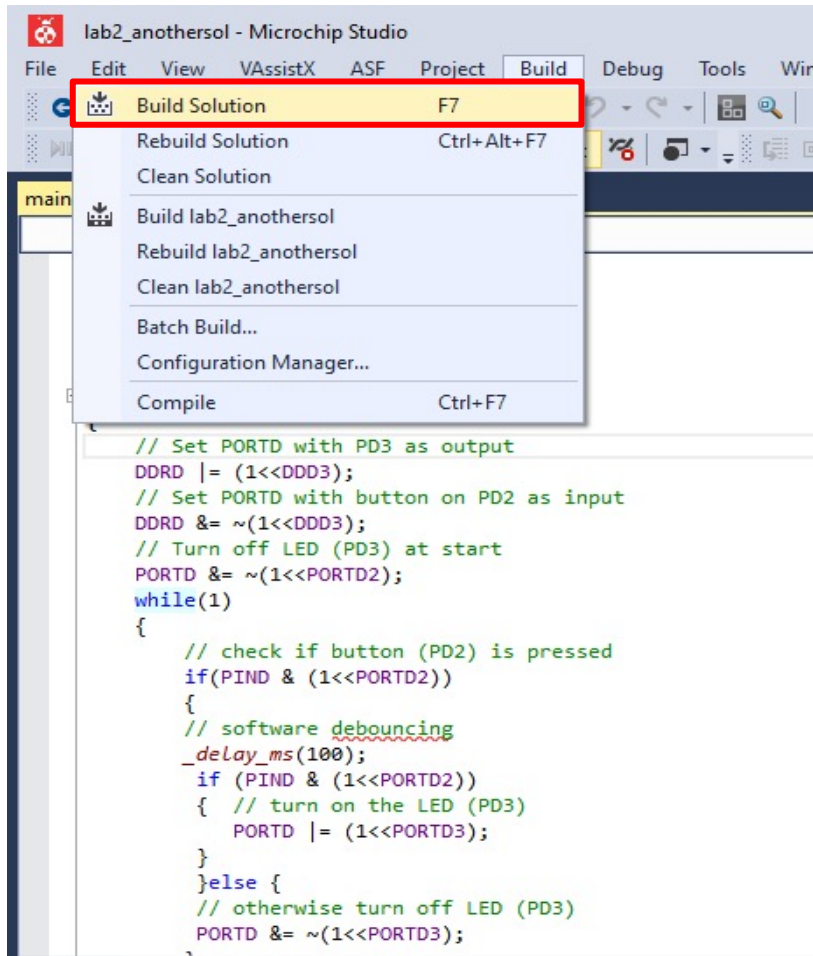 lab2_anothersol - Microchip Studio
File Edit View VAssistX ASF Project Build Debug Tools
Build Solution F7
Rebuild Solution Ctrl+Alt+F7
Clean Solution
main
Build lab2_anothersol
Rebuild lab2_anothersol
Clean lab2_anothersol
Batch Build...
Configuration Manager...
Compile Ctrl+F7
{
// Set PORTD with PD3 as output
DDRD |= (1<<DDD3);
// Set PORTD with button on PD2 as input
DDRD &= ~(1<<DDD3);
// Turn off LED (PD3) at start
PORTD &= ~(1<<PORTD2);
while(1)
{
// check if button (PD2) is pressed
if(PIND & (1<<PORTD2))
{
// software debouncing
_delay_ms(100);
if (PIND & (1<<PORTD2))
{ // turn on the LED (PD3)
PORTD |= (1<<PORTD3);
}
}else {
// otherwise turn off LED (PD3)
PORTD &= ~(1<<PORTD3);